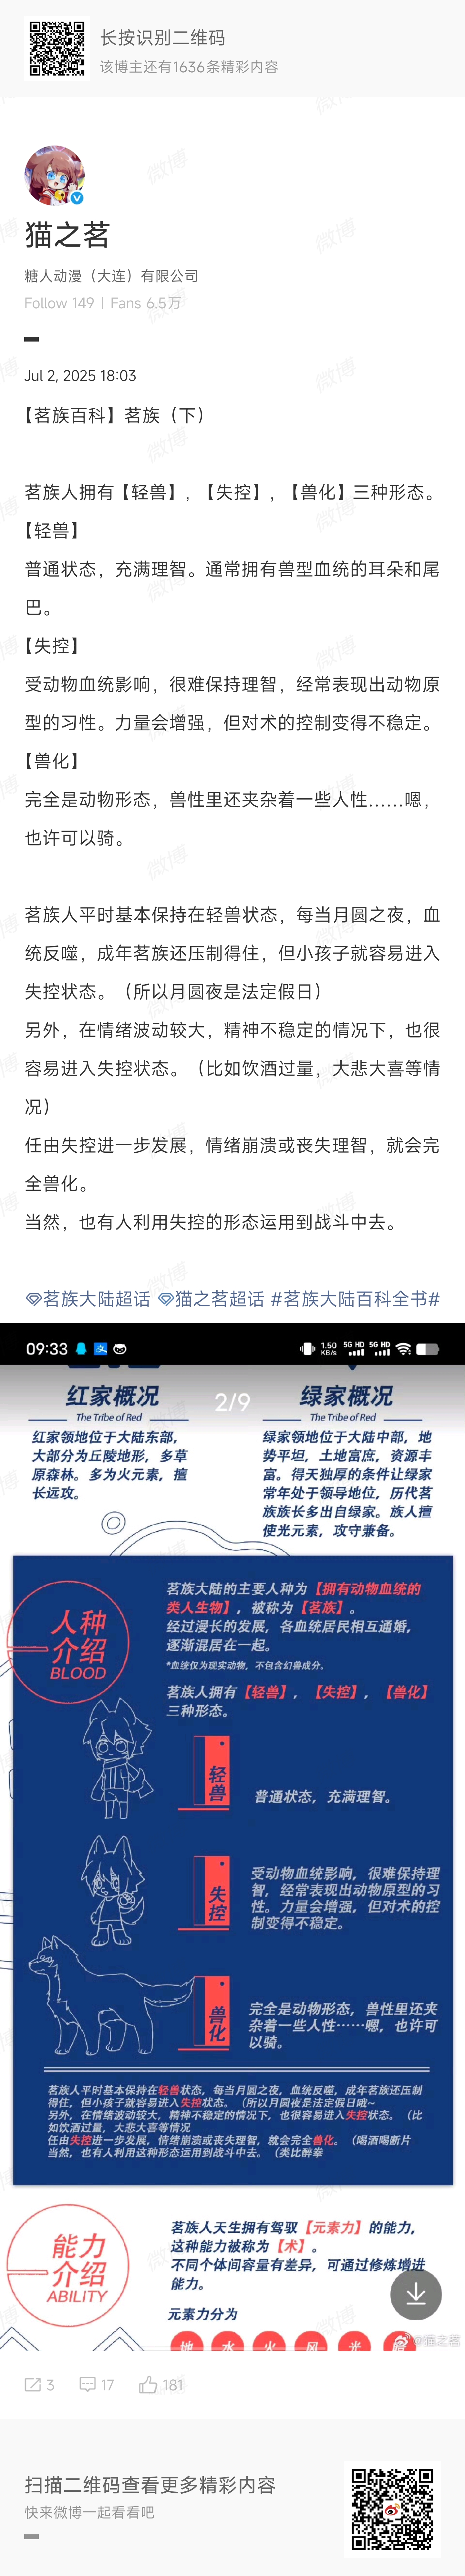 长按识别二维码
该博主还有1636条精彩内容
猫之茗
糖人动漫（大连）有限公司
Follow 149 | Fans 6.5万
Jul 2, 2025 18:03
【茗族百科】茗族（下）
茗族人拥有【轻兽】，【失控】，【兽化】三种形态。
【轻兽】
普通状态，充满理智。通常拥有兽型血统的耳朵和尾
巴。
【失控】
受动物血统影响，很难保持理智，经常表现出动物原
型的习性。力量会增强，但对术的控制变得不稳定。
【兽化】
完全是动物形态，兽性里还夹杂着一些人性……嗯，
也许可以骑。
茗族人平时基本保持在轻兽状态，每当月圆之夜，血
统反噬，成年茗族还压制得住，但小孩子就容易进入
失控状态。（所以月圆夜是法定假日）
另外，在情绪波动较大，精神不稳定的情况下，也很
容易进入失控状态。（比如饮酒过量，大悲大喜等情
况）
任由失控进一步发展，情绪崩溃或丧失理智，就会完
全兽化。
当然，也有人利用失控的形态运用到战斗中去。
茗族大陆超话 猫之茗超话 #茗族大陆百科全书#
09:33
1.50 KB/s 5G HD 5G HD
2/9
红家概况
The Tribe of Red
红家领地位于大陆东部，
大部分为丘陵地形，多草
原森林。多为火元素，擅
长远攻。
绿家概况
The Tribe of Red
绿家领地位于大陆中部，地
势平坦，土地富庶，资源丰
富。得天独厚的条件让绿家
常年处于领导地位，历代茗
族族长多出自绿家。族人擅
使光元素，攻守兼备。
人种
介绍
BLOOD
茗族大陆的主要人种为【拥有动物血统的
类人生物】，被称为【茗族】。
经过漫长的发展，各血统居民相互通婚，
逐渐混居在一起。
*血统仅为现实动物，不包含幻兽成分。
茗族人拥有【轻兽】，【失控】，【兽化】
三种形态。
轻兽
普通状态，充满理智。
失控
受动物血统影响，很难保持理
智，经常表现出动物原型的习
性。力量会增强，但对术的控
制变得不稳定。
兽化
完全是动物形态，兽性里还夹
杂着一些人性……嗯，也许可
以骑。
茗族人平时基本保持在轻兽状态，每当月圆之夜，血统反噬，成年茗族还压制
得住，但小孩子就容易进入失控状态。（所以月圆夜是法定假日哦~
另外，在情绪波动较大，精神不稳定的情况下，也很容易进入失控状态。（比
如饮酒过量，大悲大喜等情况
任由失控进一步发展，情绪崩溃或丧失理智，就会完全兽化。（喝酒喝断片
当然，也有人利用这种形态运用到战斗中去。（类比醉拳
能力
介绍
ABILITY
茗族人天生拥有驾驭【元素力】的能力，
这种能力被称为【术】。
不同个体间容量有差异，可通过修炼增进
能力。
元素力分为
地 水 火 风 光 暗
@猫之茗
3 17 181
扫描二维码查看更多精彩内容
快来微博一起看看吧